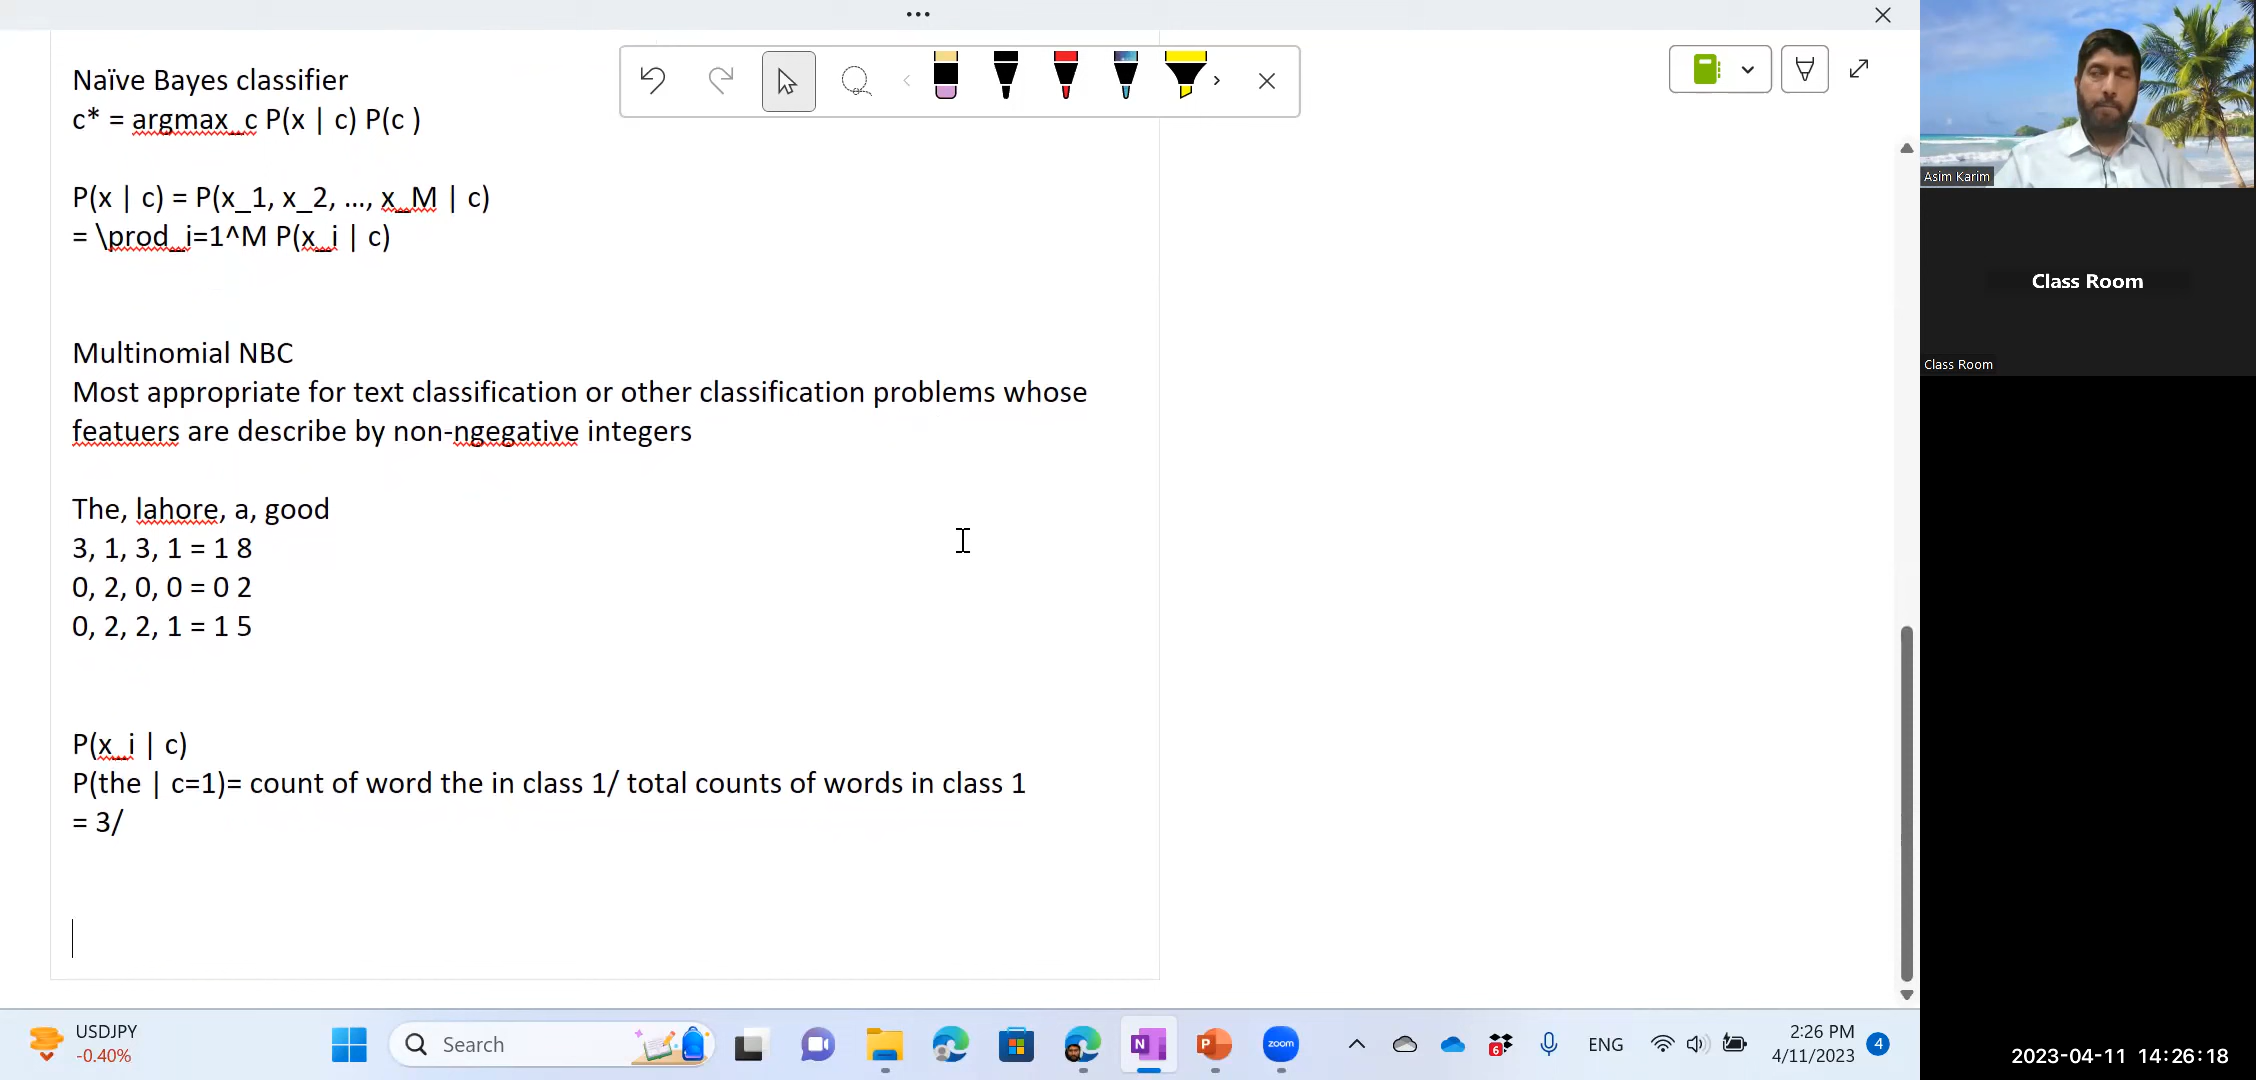 Naïve Bayes classifier
c* = argmax_c P(x | c) P(c )
P(x | c) = P(x_1, x_2, ..., x_M | c)
= \prod_i=1^M P(x_i | c)
Multinomial NBC
Most appropriate for text classification or other classification problems whose
featuers are describe by non-ngegative integers
The, lahore, a, good
3, 1, 3, 1 = 1 8
0, 2, 0, 0 = 0 2
0, 2, 2, 1 = 1 5
P(x_i | c)
P(the | c=1)= count of word the in class 1/ total counts of words in class 1
= 3/
Asim Karim
Class Room
Class Room
USDJPY
-0.40%
Search
N
P
zoom
6
ENG
2:26 PM
4/11/2023
4
2023-04-11 14:26:18